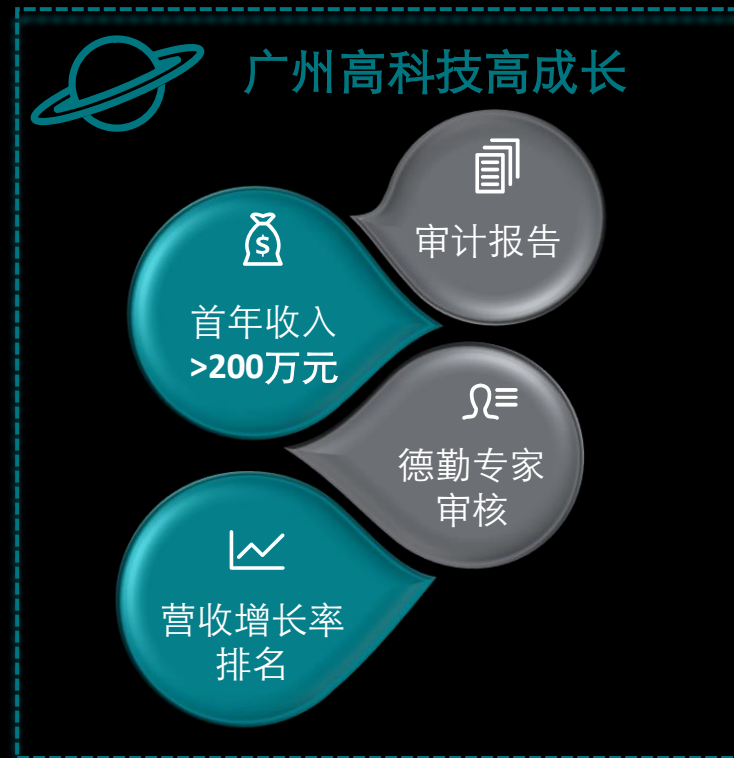 广州高科技高成长
审计报告
首年收入
>200万元
德勤专家
审核
营收增长率
排名